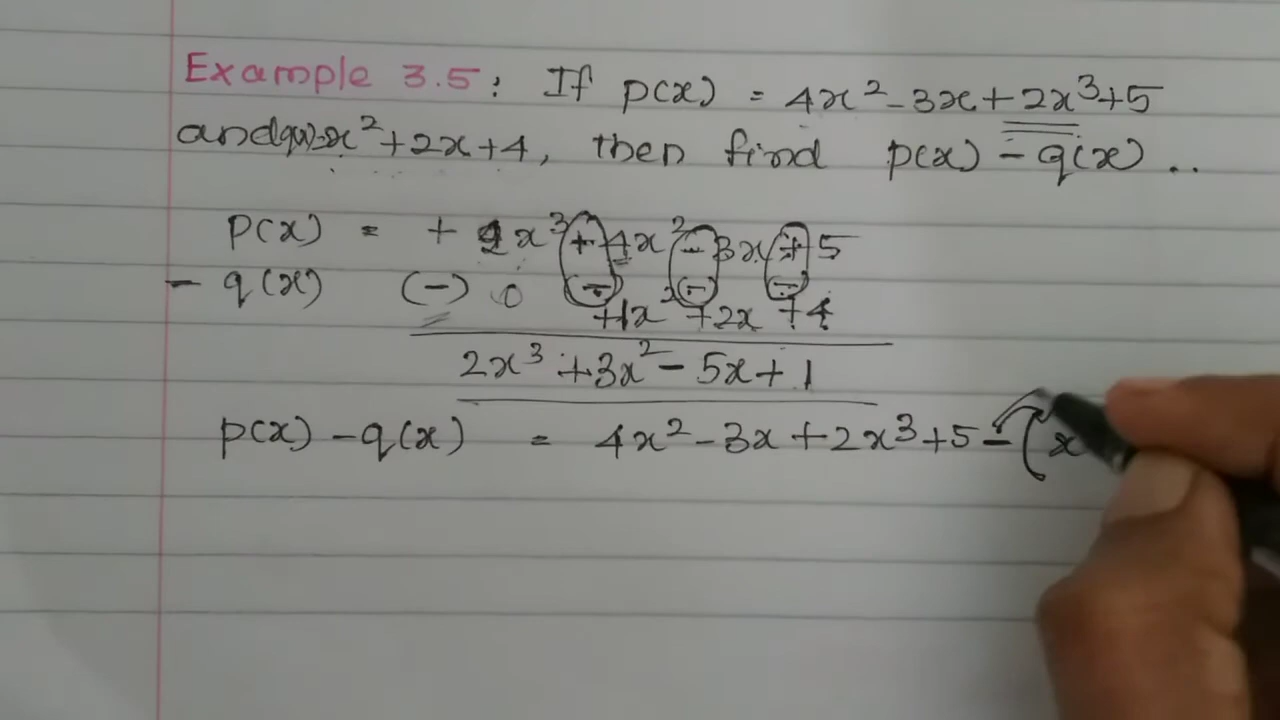 Example 3.5: If p(x) = 4x² - 3x + 2x³ + 5
and q(x)=x² + 2x + 4, then find p(x) - q(x) ..
p(x) = + 2x³ + 4x² - 3x + 5
- q(x) (-) 0 (-) (-) (-)
+1x² +2x +4
2x³ + 3x² - 5x + 1
p(x) - q(x) = 4x² - 3x + 2x³ + 5 - (x